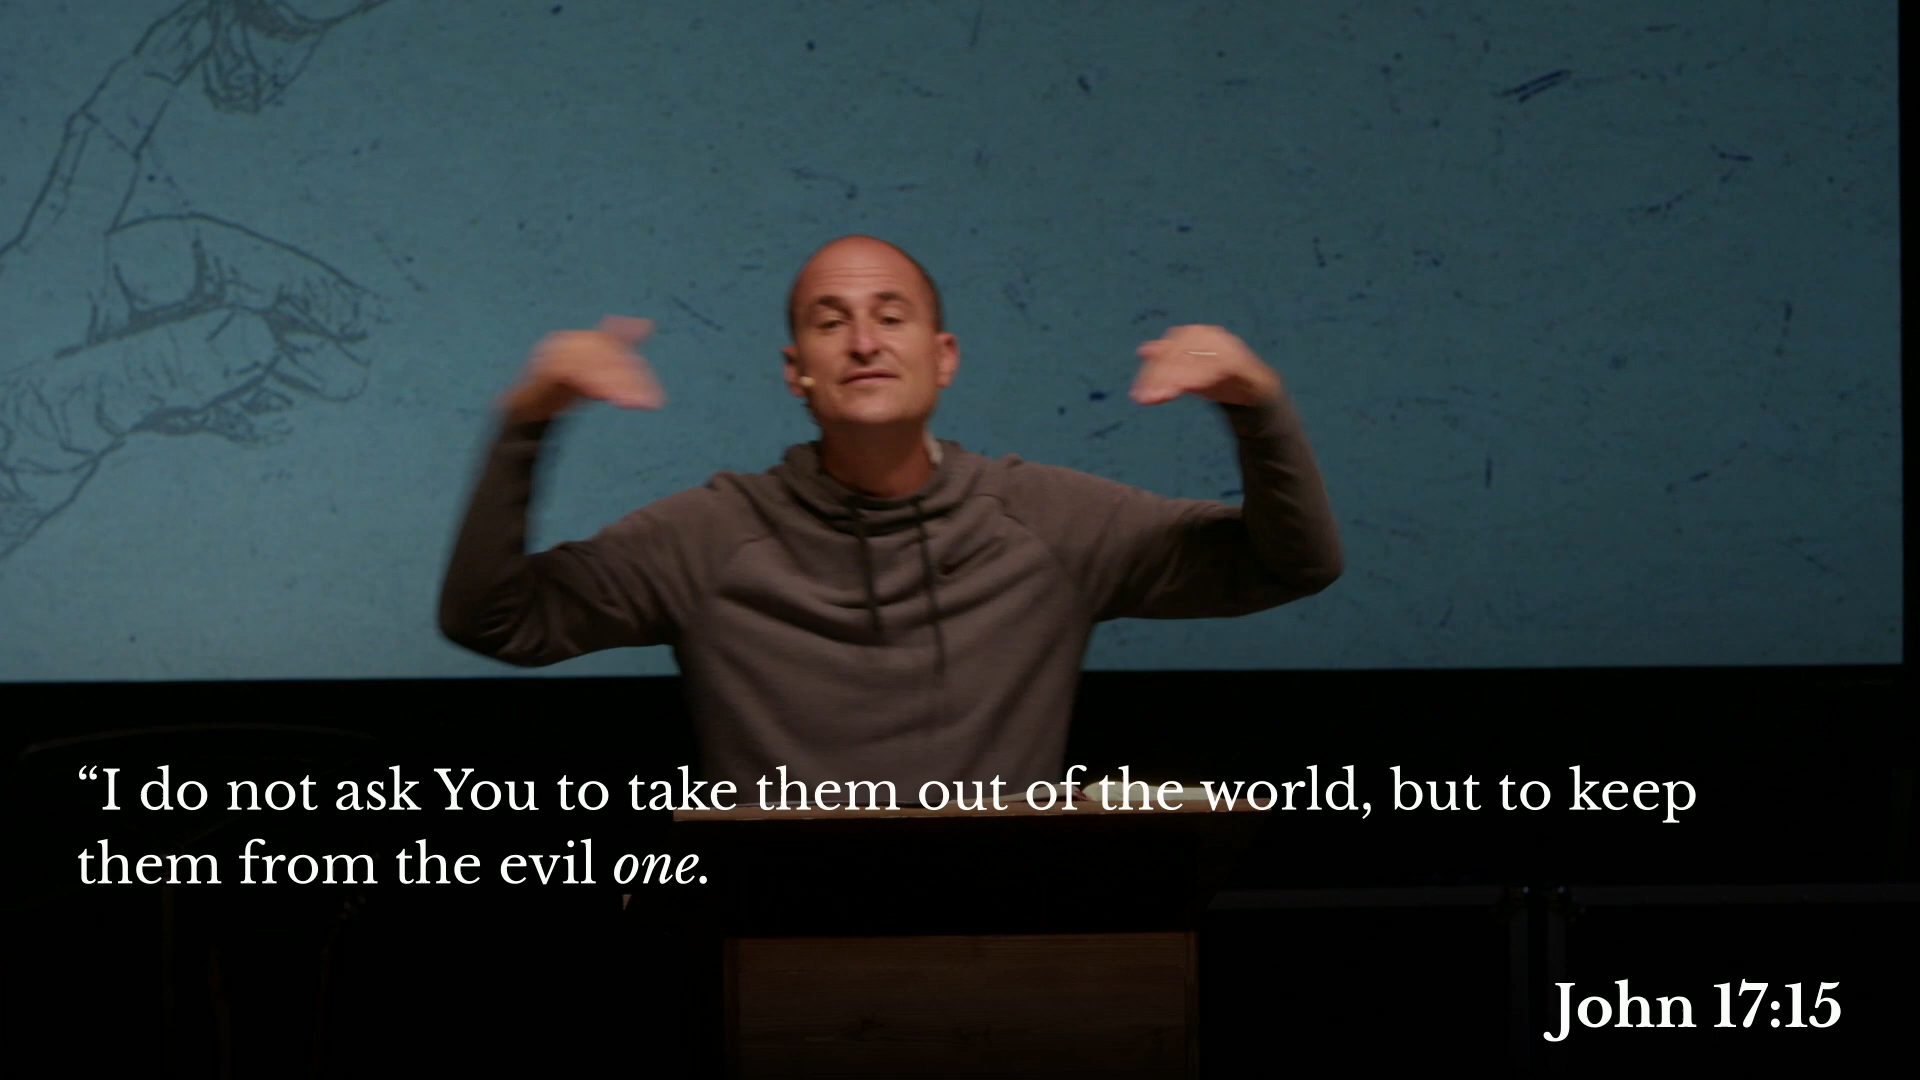 “I do not ask You to take them out of the world, but to keep
them from the evil one.
John 17:15